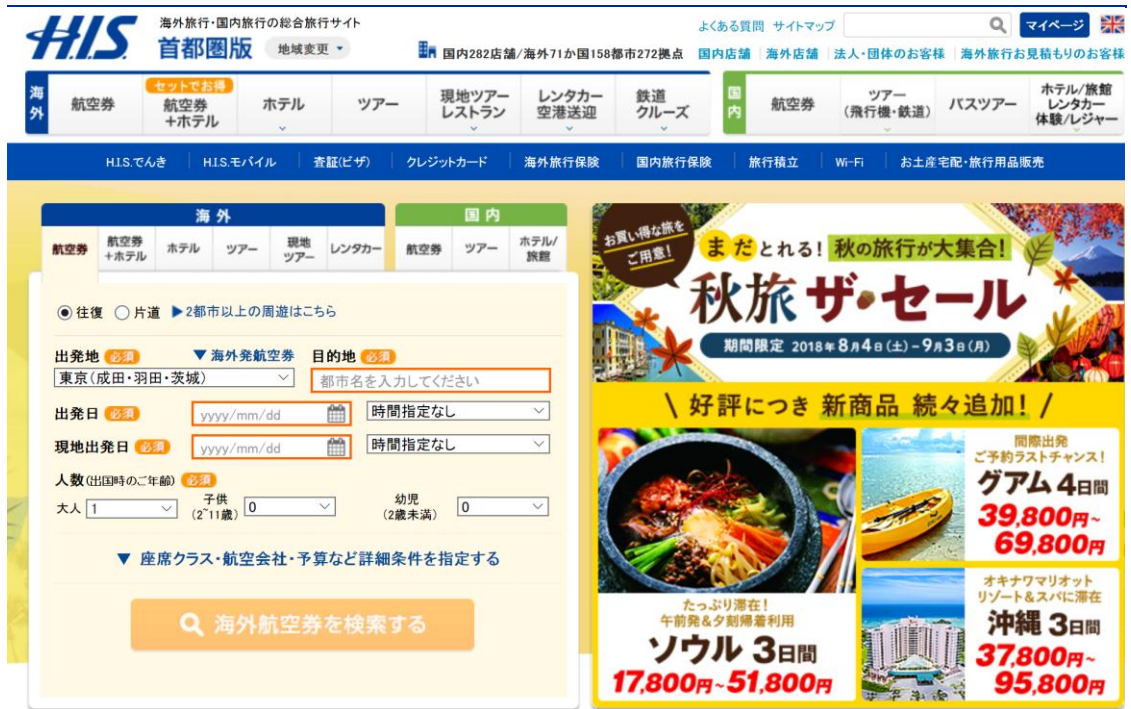 H.I.S.
海外旅行・国内旅行の総合旅行サイト
首都圏版
地域変更
よくある質問 サイトマップ
マイページ
国内282店舗/海外71か国158都市272拠点
国内店舗 海外店舗 法人・団体のお客様 海外旅行お見積もりのお客様
海外
航空券
セットでお得
航空券
+ホテル
ホテル
ツアー
現地ツアー
レストラン
レンタカー
空港送迎
鉄道
クルーズ
国内
航空券
ツアー
(飛行機・鉄道)
バスツアー
ホテル/旅館
レンタカー
体験/レジャー
H.I.S.でんき H.I.S.モバイル 査証(ビザ) クレジットカード 海外旅行保険 国内旅行保険 旅行積立 Wi-Fi お土産宅配・旅行用品販売
海外
航空券
航空券
+ホテル
ホテル
ツアー
現地
ツアー
レンタカー
国内
航空券
ツアー
ホテル/
旅館
往復 片道 ▶2都市以上の周遊はこちら
出発地 必須 ▼海外発航空券 目的地 必須
東京(成田・羽田・茨城) 都市名を入力してください
出発日 必須 yyyy/mm/dd 時間指定なし
現地出発日 必須 yyyy/mm/dd 時間指定なし
人数(出国時のご年齢) 必須
大人 1
子供
(2~11歳) 0
幼児
(2歳未満) 0
▼ 座席クラス・航空会社・予算など詳細条件を指定する
海外航空券を検索する
お買い得な旅を
ご用意!
まだとれる! 秋の旅行が大集合!
秋旅 ザ・セール
期間限定 2018年8月4日(土)-9月3日(月)
好評につき 新商品 続々追加!
たっぷり滞在!
午前発&夕刻帰着利用
ソウル 3日間
17,800円~51,800円
間際出発
ご予約ラストチャンス!
グアム 4日間
39,800円~
69,800円
オキナワマリオット
リゾート&スパに滞在
沖縄 3日間
37,800円~
95,800円